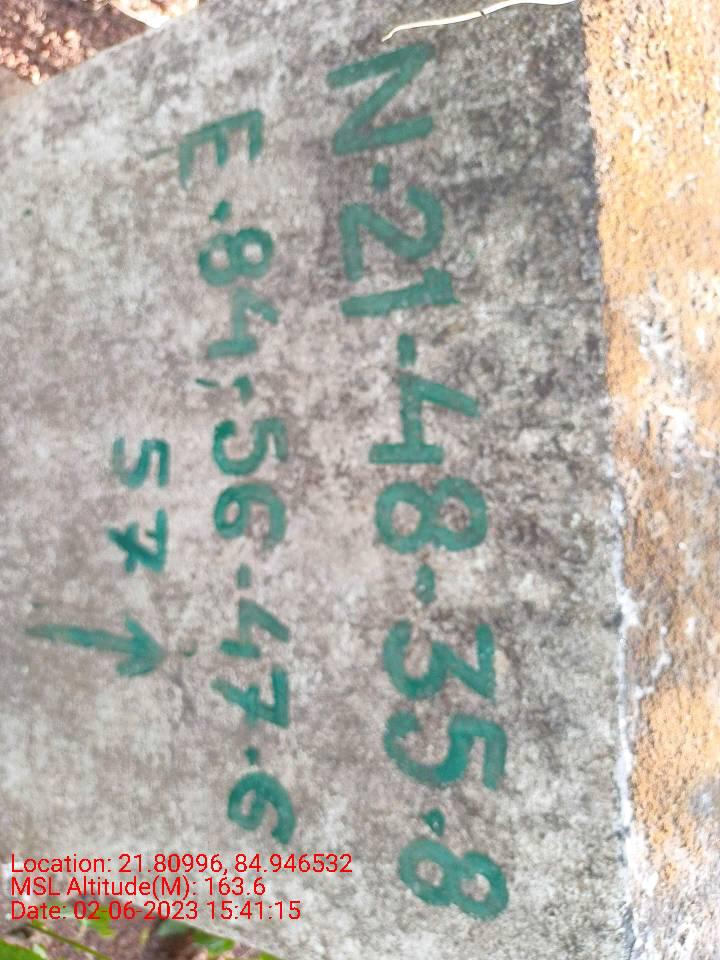 N.21-48-35.8
E.84-56-47.6
57
Location: 21.80996, 84.946532
MSL Altitude(M): 163.6
Date: 02-06-2023 15:41:15